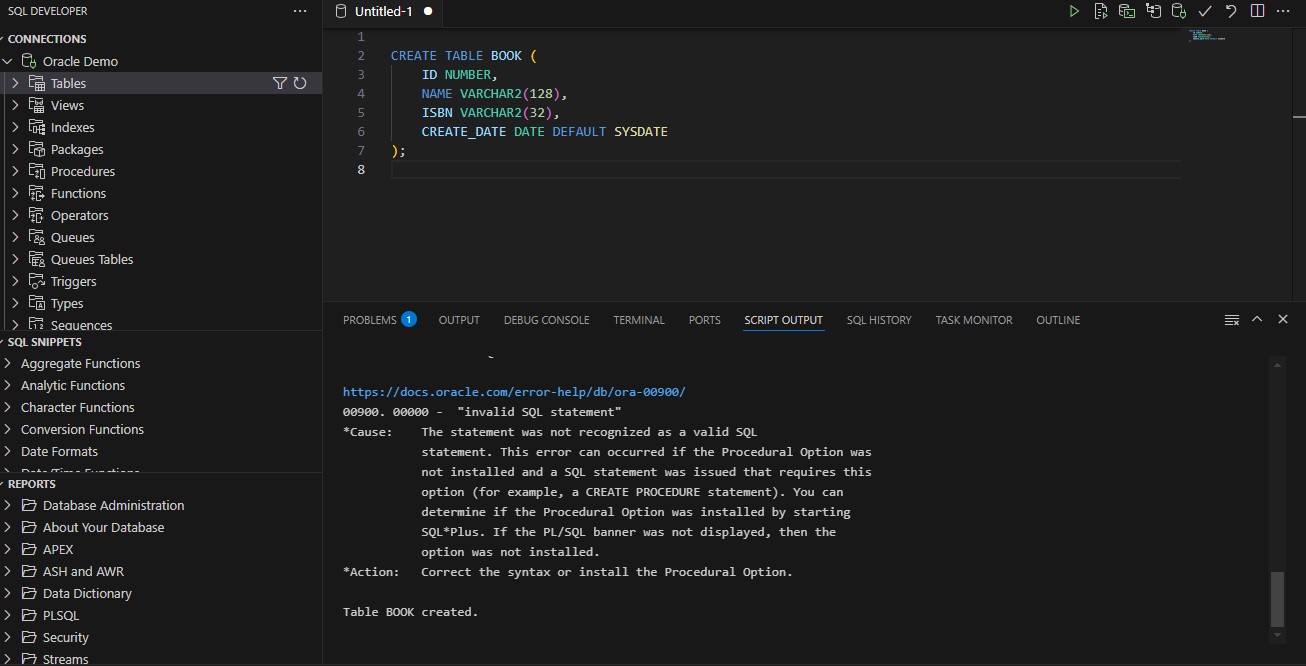 SQL DEVELOPER
CONNECTIONS
Oracle Demo
Tables
Views
Indexes
Packages
Procedures
Functions
Operators
Queues
Queues Tables
Triggers
Types
Sequences
SQL SNIPPETS
Aggregate Functions
Analytic Functions
Character Functions
Conversion Functions
Date Formats
Date/Time Functions
REPORTS
Database Administration
About Your Database
APEX
ASH and AWR
Data Dictionary
PLSQL
Security
Streams
Untitled-1
1
2 CREATE TABLE BOOK (
3 ID NUMBER,
4 NAME VARCHAR2(128),
5 ISBN VARCHAR2(32),
6 CREATE_DATE DATE DEFAULT SYSDATE
7 );
8
PROBLEMS 1 OUTPUT DEBUG CONSOLE TERMINAL PORTS SCRIPT OUTPUT SQL HISTORY TASK MONITOR OUTLINE
https://docs.oracle.com/error-help/db/ora-00900/
00900. 00000 - "invalid SQL statement"
*Cause: The statement was not recognized as a valid SQL
statement. This error can occurred if the Procedural Option was
not installed and a SQL statement was issued that requires this
option (for example, a CREATE PROCEDURE statement). You can
determine if the Procedural Option was installed by starting
SQL*Plus. If the PL/SQL banner was not displayed, then the
option was not installed.
*Action: Correct the syntax or install the Procedural Option.
Table BOOK created.